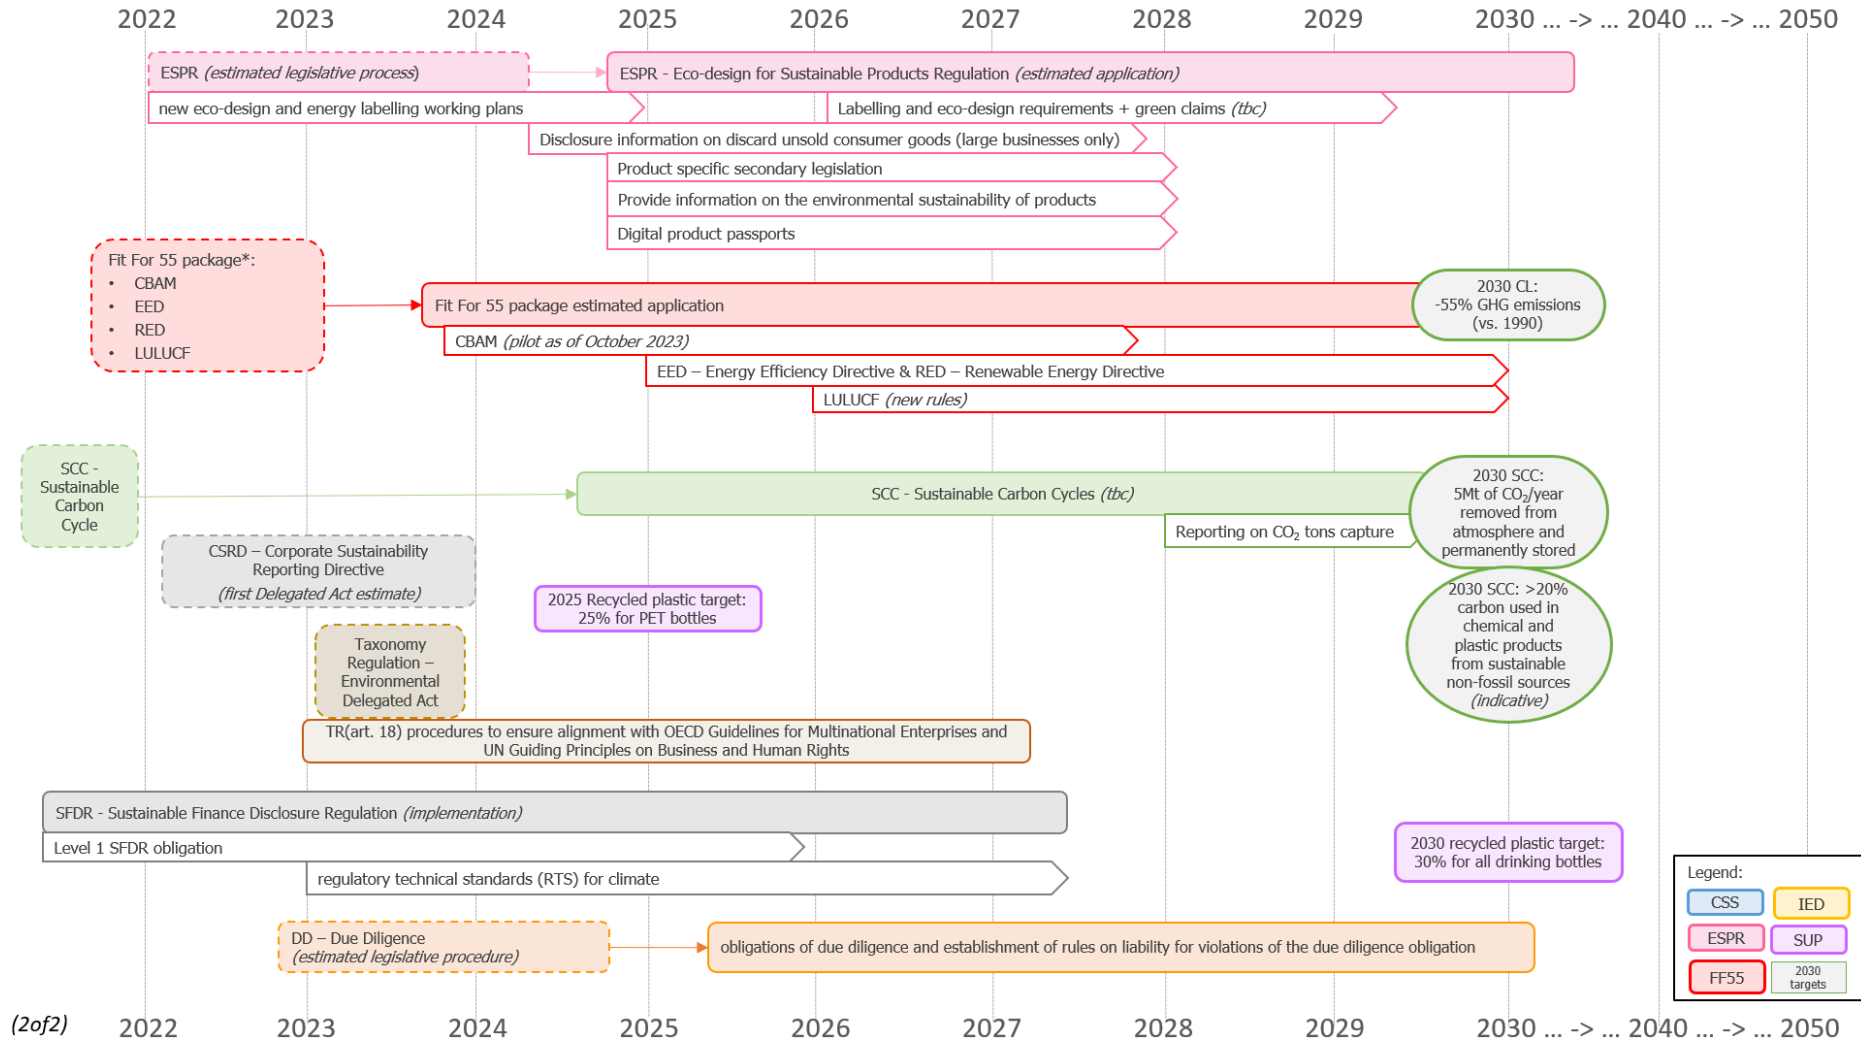 2022 2023 2024 2025 2026 2027 2028 2029 2030 ... -> ... 2040 ... -> ... 2050
ESPR (estimated legislative process)
ESPR - Eco-design for Sustainable Products Regulation (estimated application)
new eco-design and energy labelling working plans
Labelling and eco-design requirements + green claims (tbc)
Disclosure information on discard unsold consumer goods (large businesses only)
Product specific secondary legislation
Provide information on the environmental sustainability of products
Digital product passports
Fit For 55 package*:
• CBAM
• EED
• RED
• LULUCF
Fit For 55 package estimated application
2030 CL:
-55% GHG emissions
(vs. 1990)
CBAM (pilot as of October 2023)
EED – Energy Efficiency Directive & RED – Renewable Energy Directive
LULUCF (new rules)
SCC -
Sustainable
Carbon
Cycle
SCC - Sustainable Carbon Cycles (tbc)
Reporting on CO₂ tons capture
2030 SCC:
5Mt of CO₂/year
removed from
atmosphere and
permanently stored
CSRD – Corporate Sustainability
Reporting Directive
(first Delegated Act estimate)
2025 Recycled plastic target:
25% for PET bottles
2030 SCC: >20%
carbon used in
chemical and
plastic products
from sustainable
non-fossil sources
(indicative)
Taxonomy
Regulation –
Environmental
Delegated Act
TR(art. 18) procedures to ensure alignment with OECD Guidelines for Multinational Enterprises and
UN Guiding Principles on Business and Human Rights
SFDR - Sustainable Finance Disclosure Regulation (implementation)
Level 1 SFDR obligation
regulatory technical standards (RTS) for climate
2030 recycled plastic target:
30% for all drinking bottles
DD – Due Diligence
(estimated legislative procedure)
obligations of due diligence and establishment of rules on liability for violations of the due diligence obligation
Legend:
CSS IED
ESPR SUP
FF55 2030
targets
(2of2)
2022 2023 2024 2025 2026 2027 2028 2029 2030 ... -> ... 2040 ... -> ... 2050